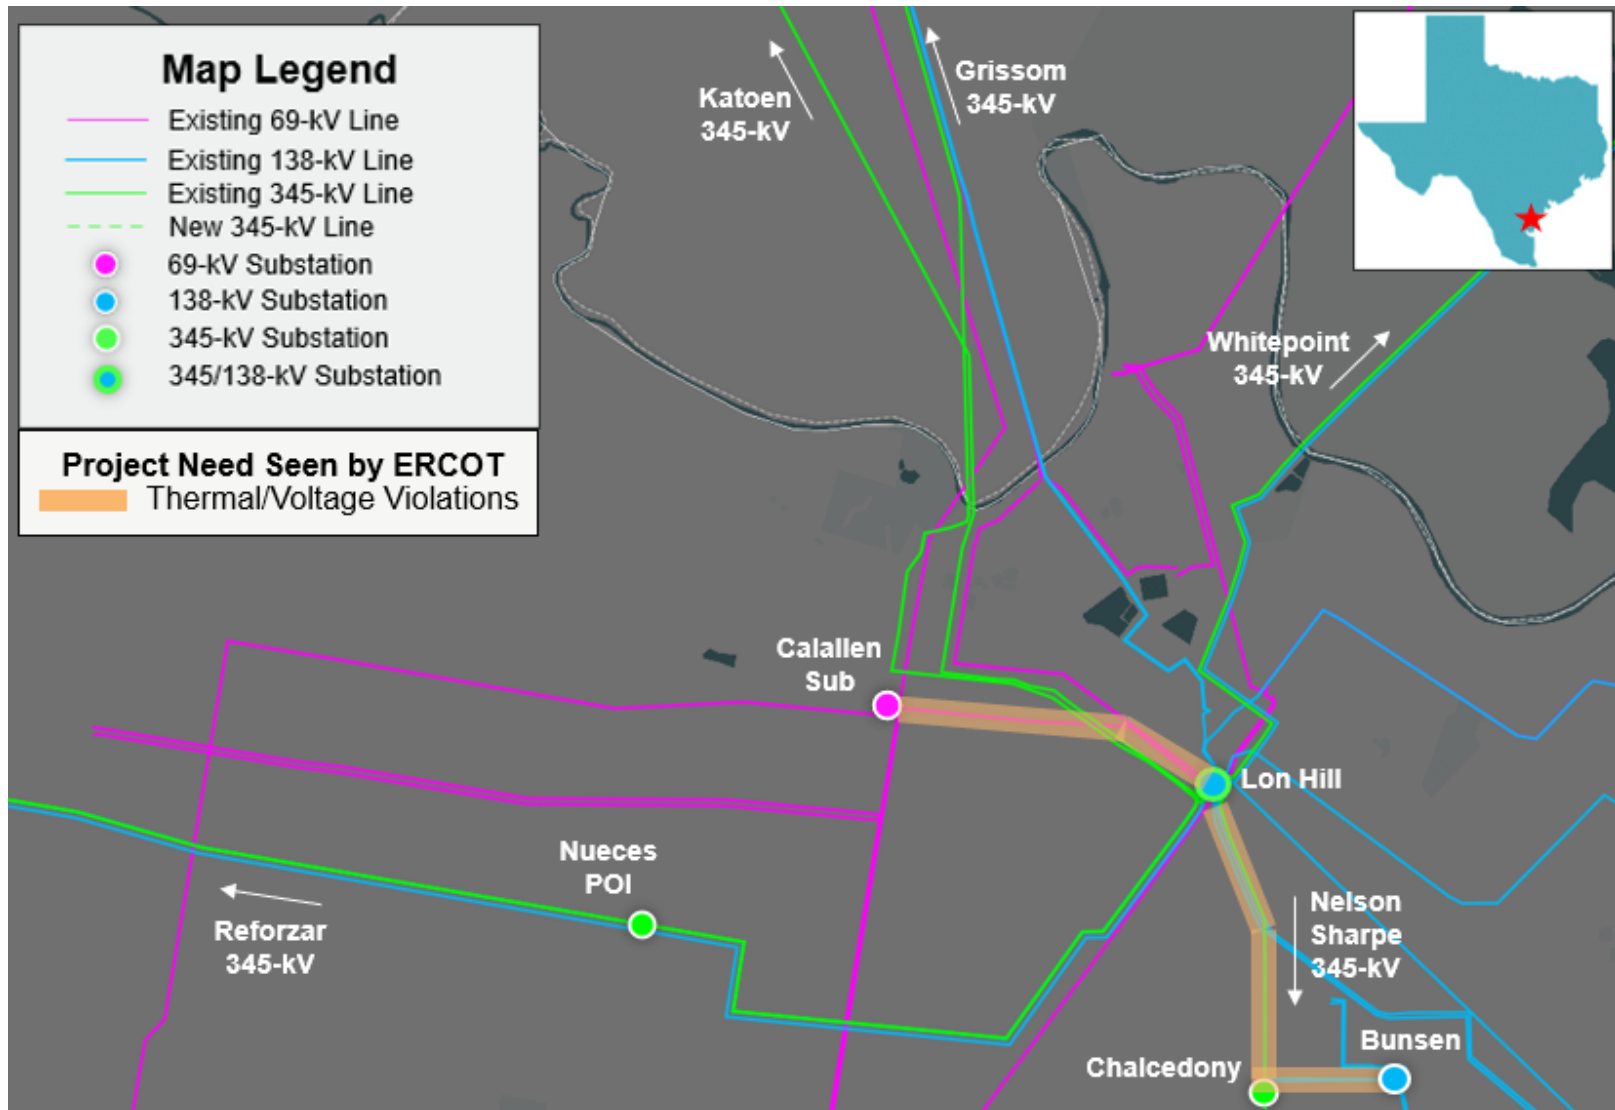 Map Legend
Existing 69-kV Line
Existing 138-kV Line
Existing 345-kV Line
New 345-kV Line
69-kV Substation
138-kV Substation
345-kV Substation
345/138-kV Substation
Project Need Seen by ERCOT
Thermal/Voltage Violations
Katoen
345-kV
Grissom
345-kV
Whitepoint
345-kV
Calallen
Sub
Lon Hill
Nueces
POI
Reforzar
345-kV
Nelson
Sharpe
345-kV
Bunsen
Chalcedony